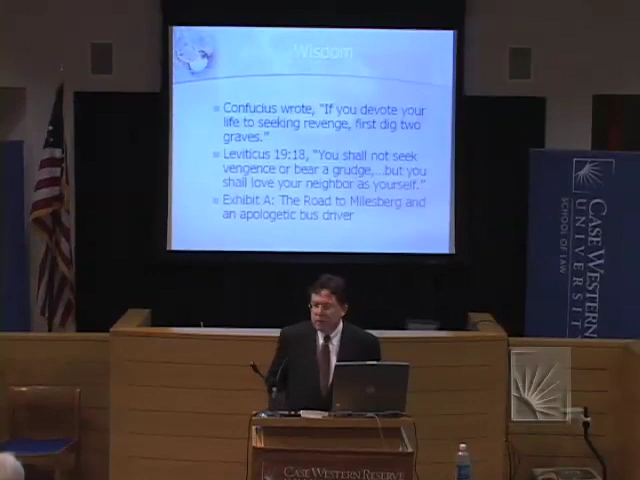 Wisdom
Confucius wrote, "If you devote your
life to seeking revenge, first dig two
graves."
Leviticus 19:18, "You shall not seek
vengence or bear a grudge,...but you
shall love your neighbor as yourself."
Exhibit A: The Road to Milesberg and
an apologetic bus driver
CASE WESTERN
UNIVERSITY
SCHOOL OF LAW
CASE WESTERN RESERVE